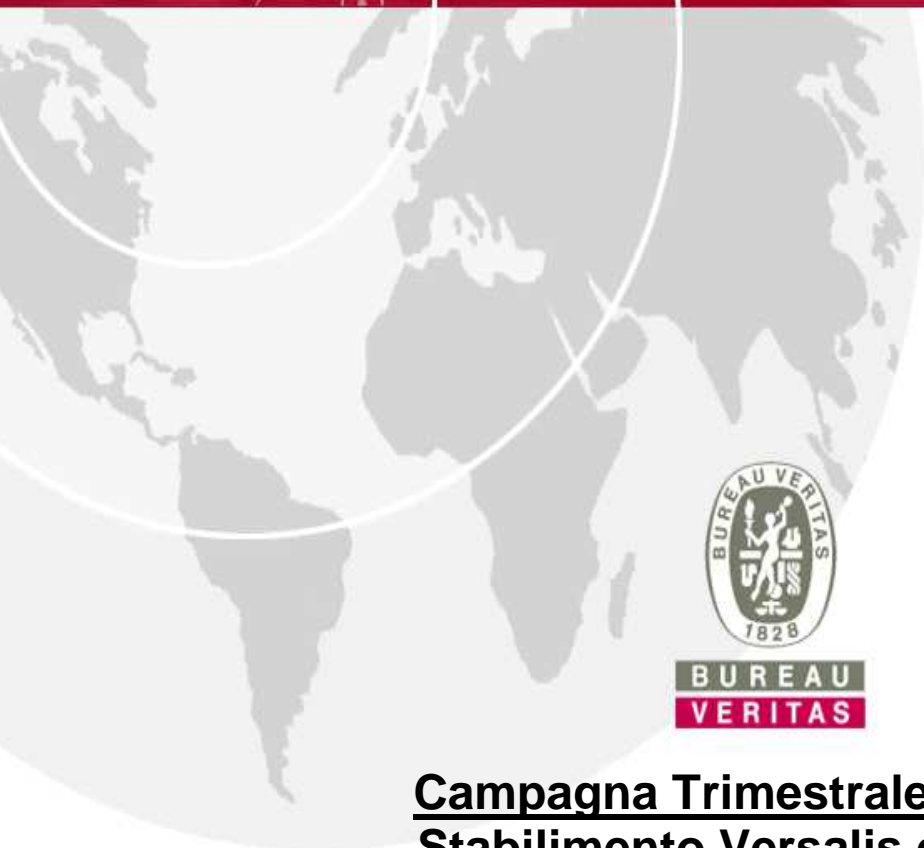 BUREAU VERITAS
1828
BUREAU
VERITAS
Campagna Trimestrale
Stabilimento Versalis